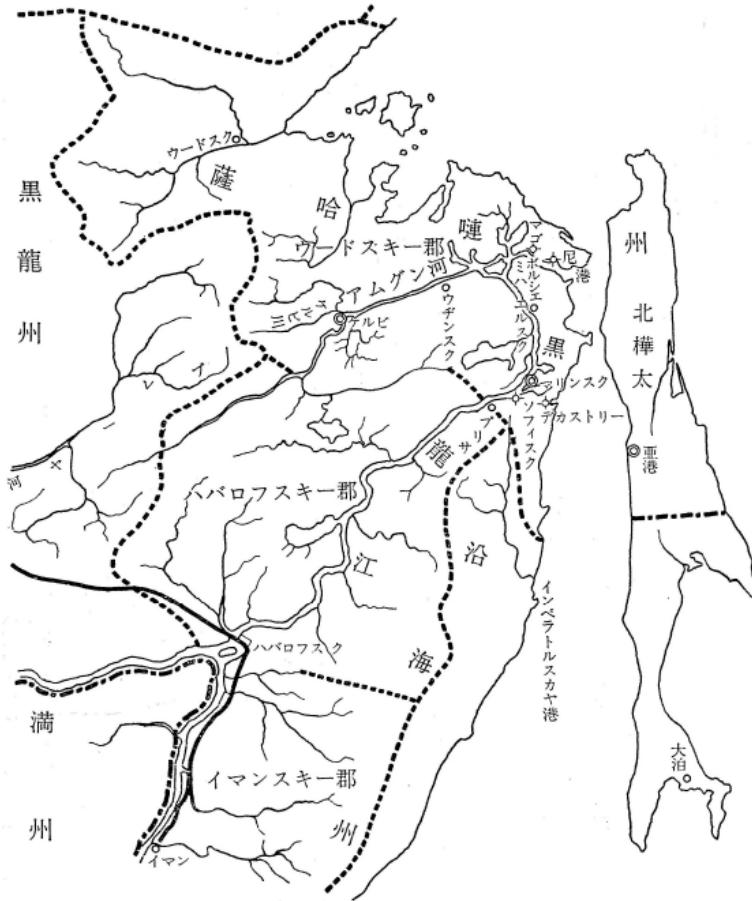 黒龍州
薩哈嗹州
ウードスク
ウードスキー郡
アムグン河
ケルビ
ウヂンスク
マゴ
ボルシエミハエルスク
尼港
黒龍江
マリンスク
ソフィスク
デカストリー
サリブ
北樺太
亜港
ハバロフスキー郡
沿海州
インペラトルスカヤ港
ハバロフスク
満州
イマンスキー郡
イマン
大泊